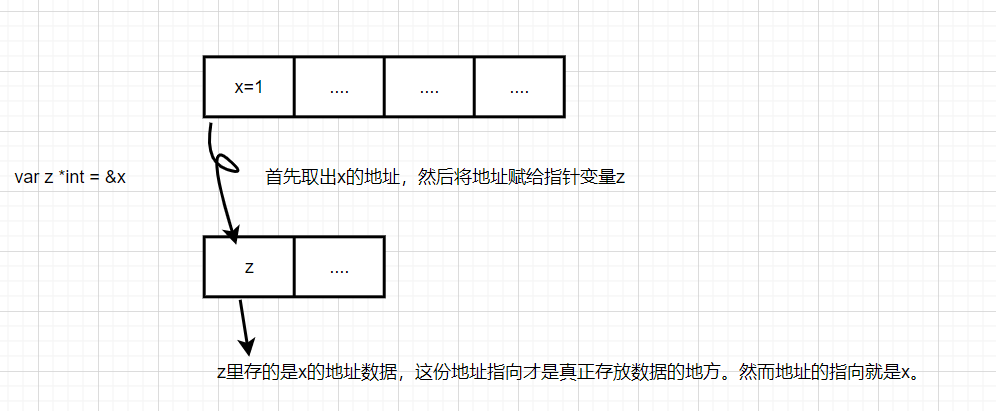 x=1 .... .... ....
var z *int = &x 首先取出x的地址，然后将地址赋给指针变量z
z ....
z里存的是x的地址数据，这份地址指向才是真正存放数据的地方。然而地址的指向就是x。